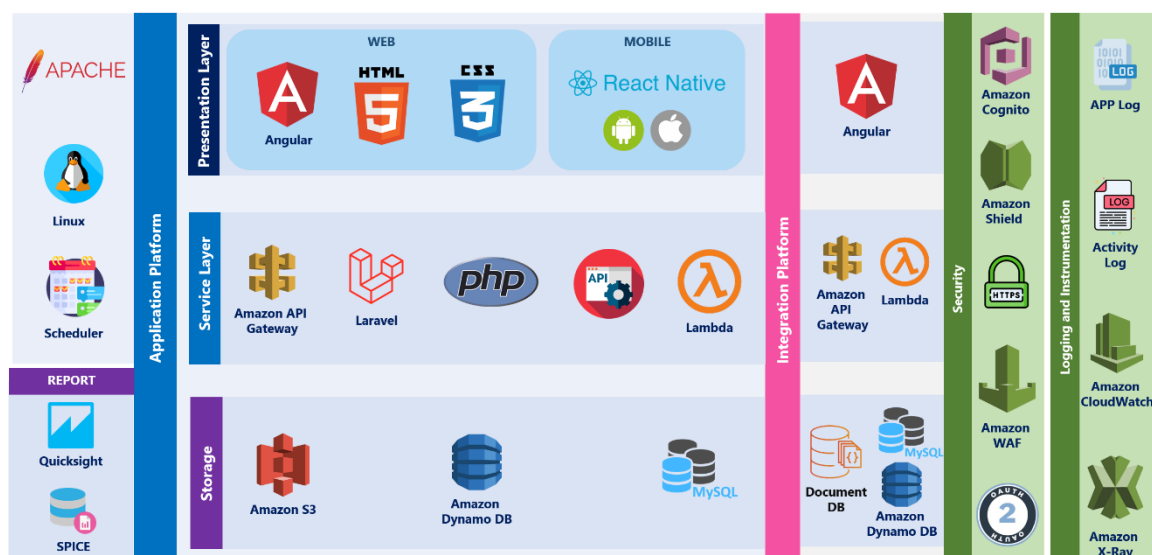 APACHE
Linux
Scheduler
REPORT
Quicksight
SPICE
Application Platform
Presentation Layer
WEB
Angular
HTML
5
CSS
3
MOBILE
React Native
Service Layer
Amazon API
Gateway
Laravel
php
API
Lambda
Storage
Amazon S3
Amazon
Dynamo DB
MySQL
Integration Platform
Angular
Amazon
API
Gateway
Lambda
Document
DB
MySQL
Amazon
Dynamo DB
Security
Amazon
Cognito
Amazon
Shield
HTTPS
Amazon
WAF
OAUTH
2
OAUTH
Logging and Instrumentation
LOG
APP Log
LOG
Activity
Log
Amazon
CloudWatch
Amazon
X-Ray